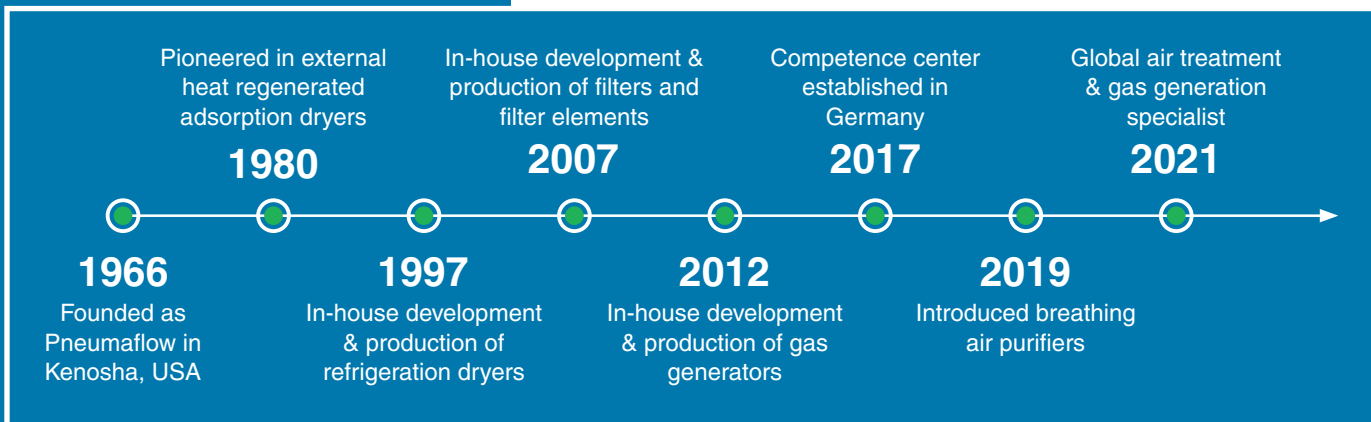 Pioneered in external
heat regenerated
adsorption dryers
1980
In-house development &
production of filters and
filter elements
2007
Competence center
established in
Germany
2017
Global air treatment
& gas generation
specialist
2021
1966
Founded as
Pneumaflow in
Kenosha, USA
1997
In-house development
& production of
refrigeration dryers
2012
In-house development
& production of gas
generators
2019
Introduced breathing
air purifiers